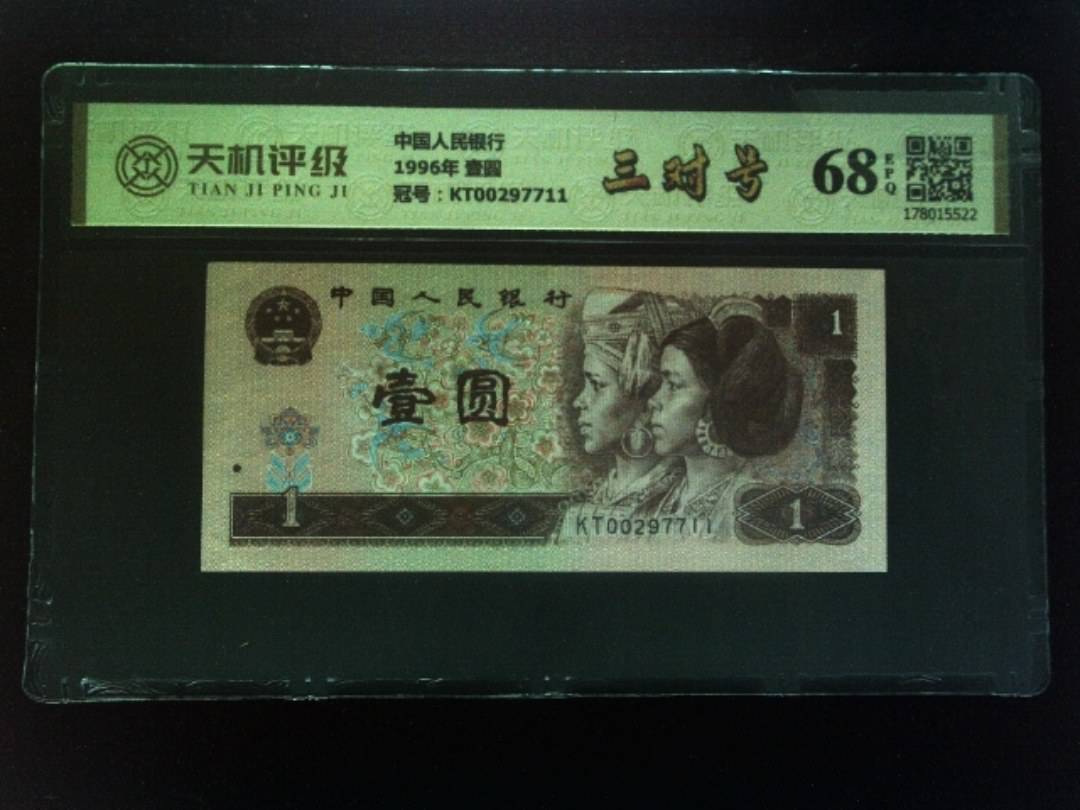 天机评级
TIAN JI PING JI
中国人民银行
1996年 壹圆
冠号：KT00297711
三对号
68
EPQ
178015522
中国人民银行
1
壹圆
1
KT00297711
1